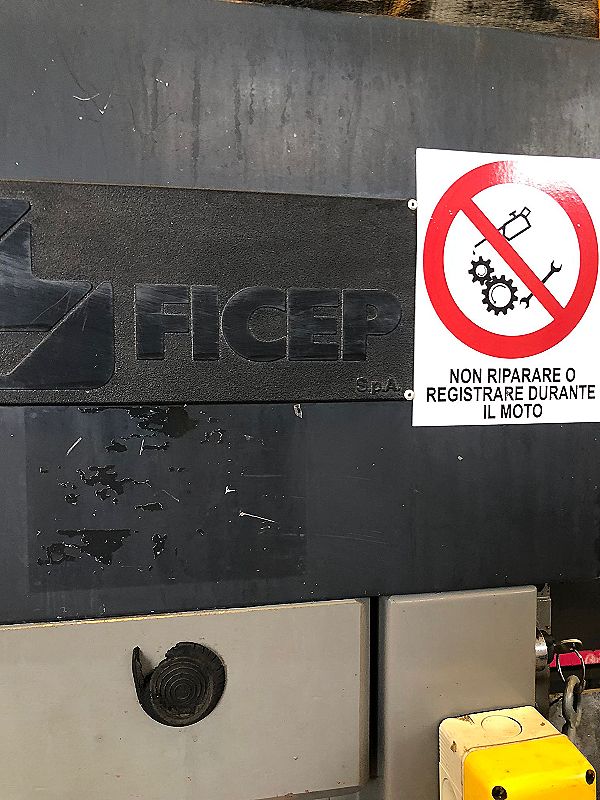 FICEP
S.p.A.
NON RIPARARE O
REGISTRARE DURANTE
IL MOTO